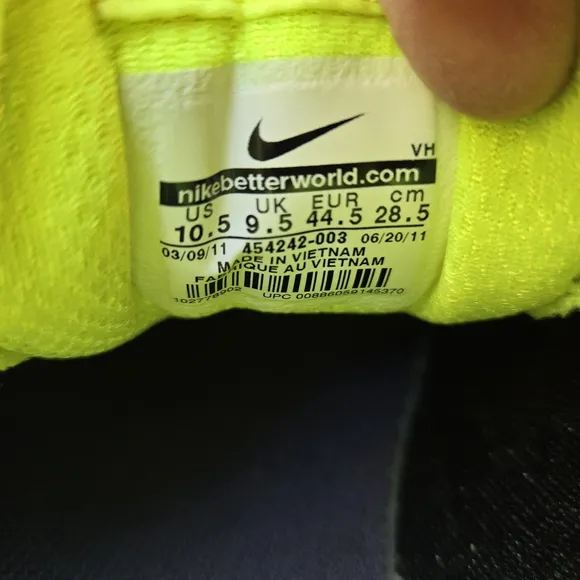 VH
nikebetterworld.com
US UK EUR cm
10.5 9.5 44.5 28.5
03/09/11 454242-003 06/20/11
MADE IN VIETNAM
AU VIETNAM
UPC 00886059145370